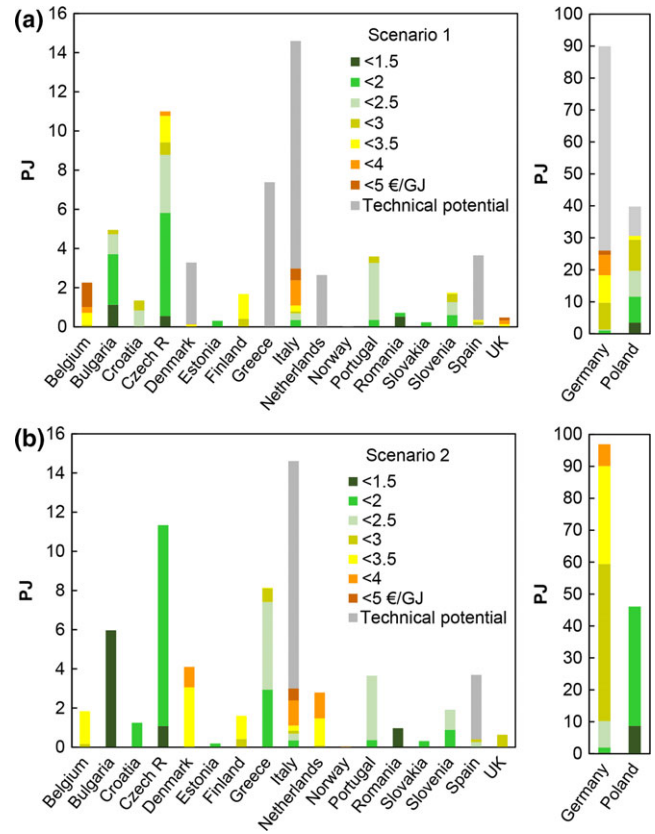 (a)
16
14
12
10
8
6
4
2
0
PJ
Scenario 1
<1.5
<2
<2.5
<3
<3.5
<4
<5 €/GJ
Technical potential
Belgium
Bulgaria
Croatia
Czech R
Denmark
Estonia
Finland
Greece
Italy
Netherlands
Norway
Portugal
Romania
Slovakia
Slovenia
Spain
UK
100
90
80
70
60
50
40
30
20
10
0
PJ
Germany
Poland
(b)
16
14
12
10
8
6
4
2
0
PJ
Scenario 2
<1.5
<2
<2.5
<3
<3.5
<4
<5 €/GJ
Technical potential
Belgium
Bulgaria
Croatia
Czech R
Denmark
Estonia
Finland
Greece
Italy
Netherlands
Norway
Portugal
Romania
Slovakia
Slovenia
Spain
UK
100
90
80
70
60
50
40
30
20
10
0
PJ
Germany
Poland